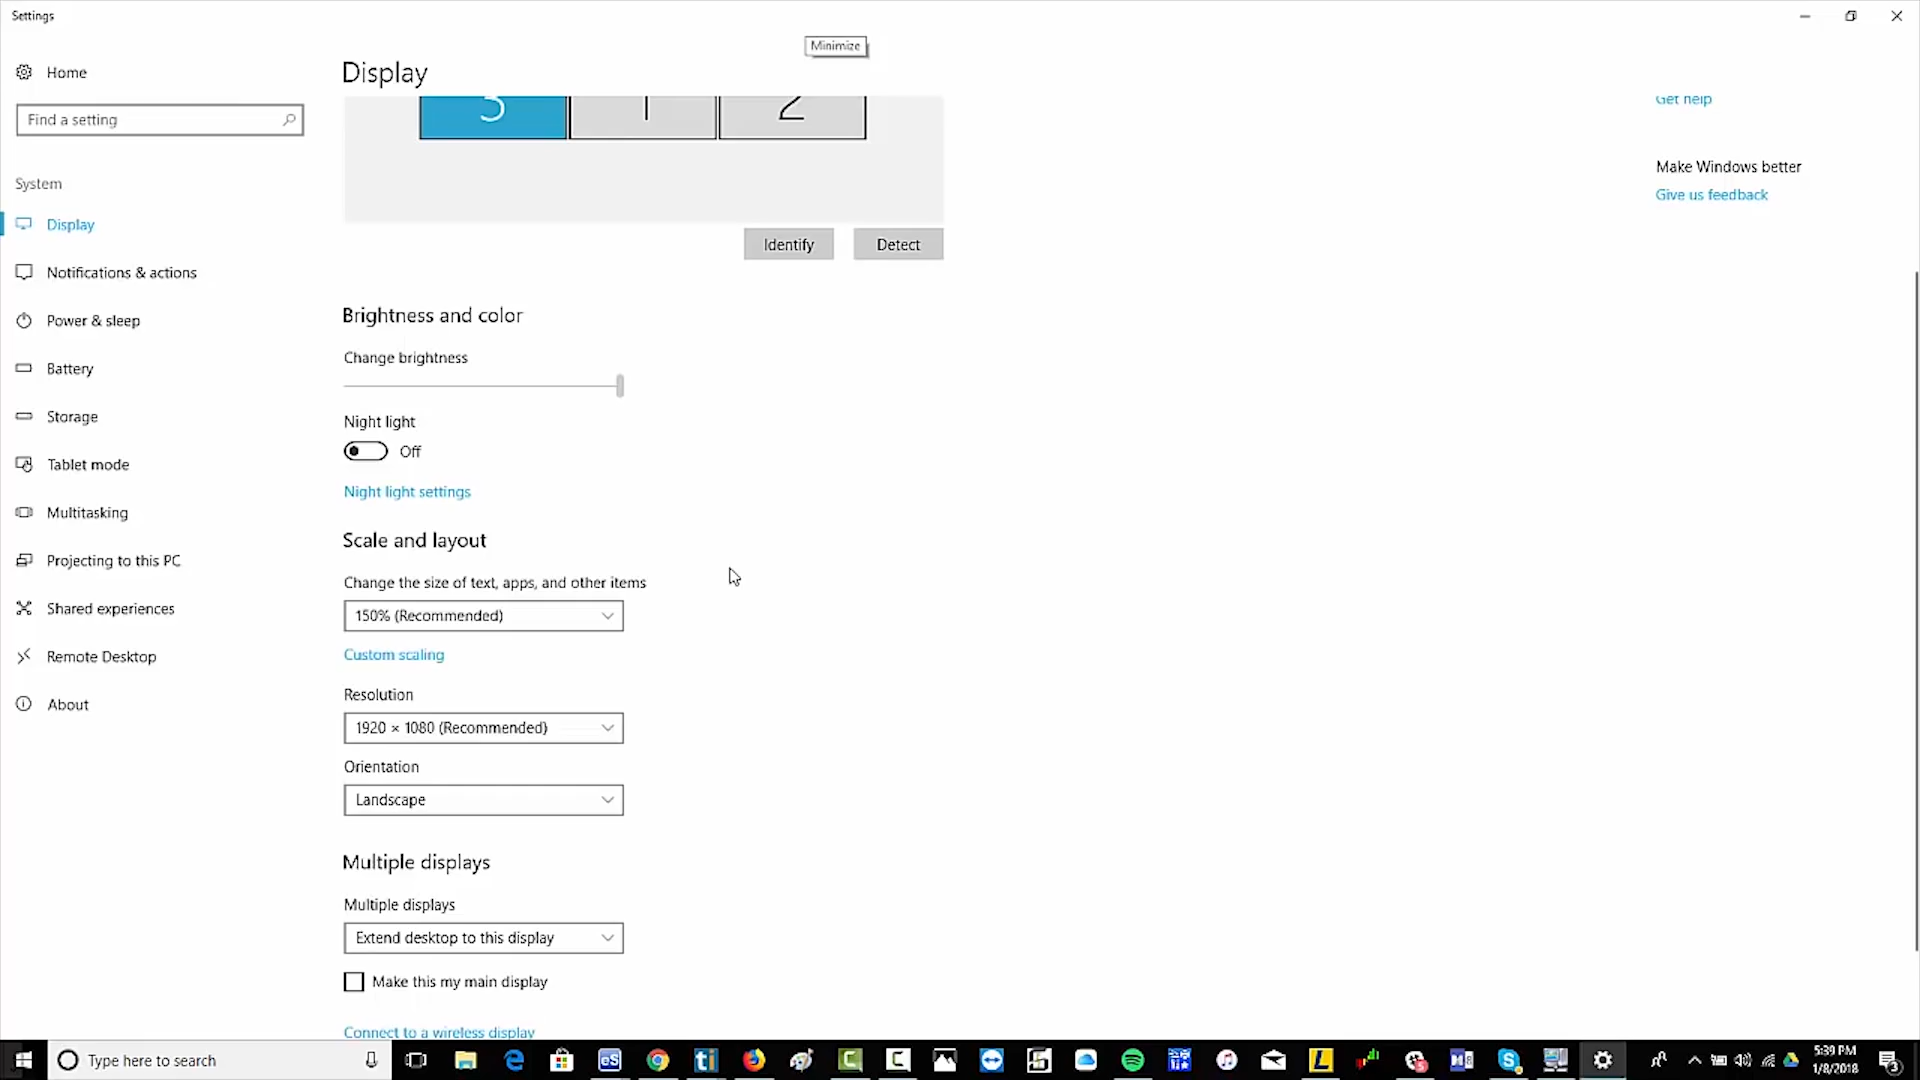 Settings
Minimize
Home
Find a setting
System
Display
Notifications & actions
Power & sleep
Battery
Storage
Tablet mode
Multitasking
Projecting to this PC
Shared experiences
Remote Desktop
About
Display
3 1 2
Identify Detect
Brightness and color
Change brightness
Night light
Off
Night light settings
Scale and layout
Change the size of text, apps, and other items
150% (Recommended)
Custom scaling
Resolution
1920 × 1080 (Recommended)
Orientation
Landscape
Multiple displays
Multiple displays
Extend desktop to this display
Make this my main display
Connect to a wireless display
Get help
Make Windows better
Give us feedback
Type here to search
eS
ti
5:39 PM
1/8/2018
3